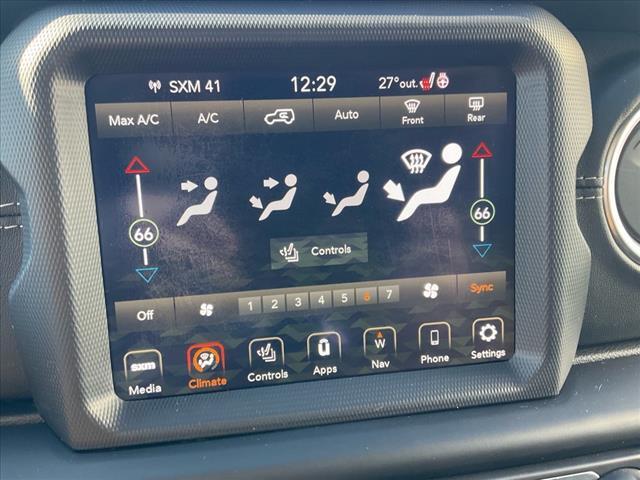 SXM 41 12:29 27°out.
Max A/C A/C Auto Front Rear
66 66
Controls
Off 1 2 3 4 5 6 7 Sync
sxm W
Media Climate Controls Apps Nav Phone Settings